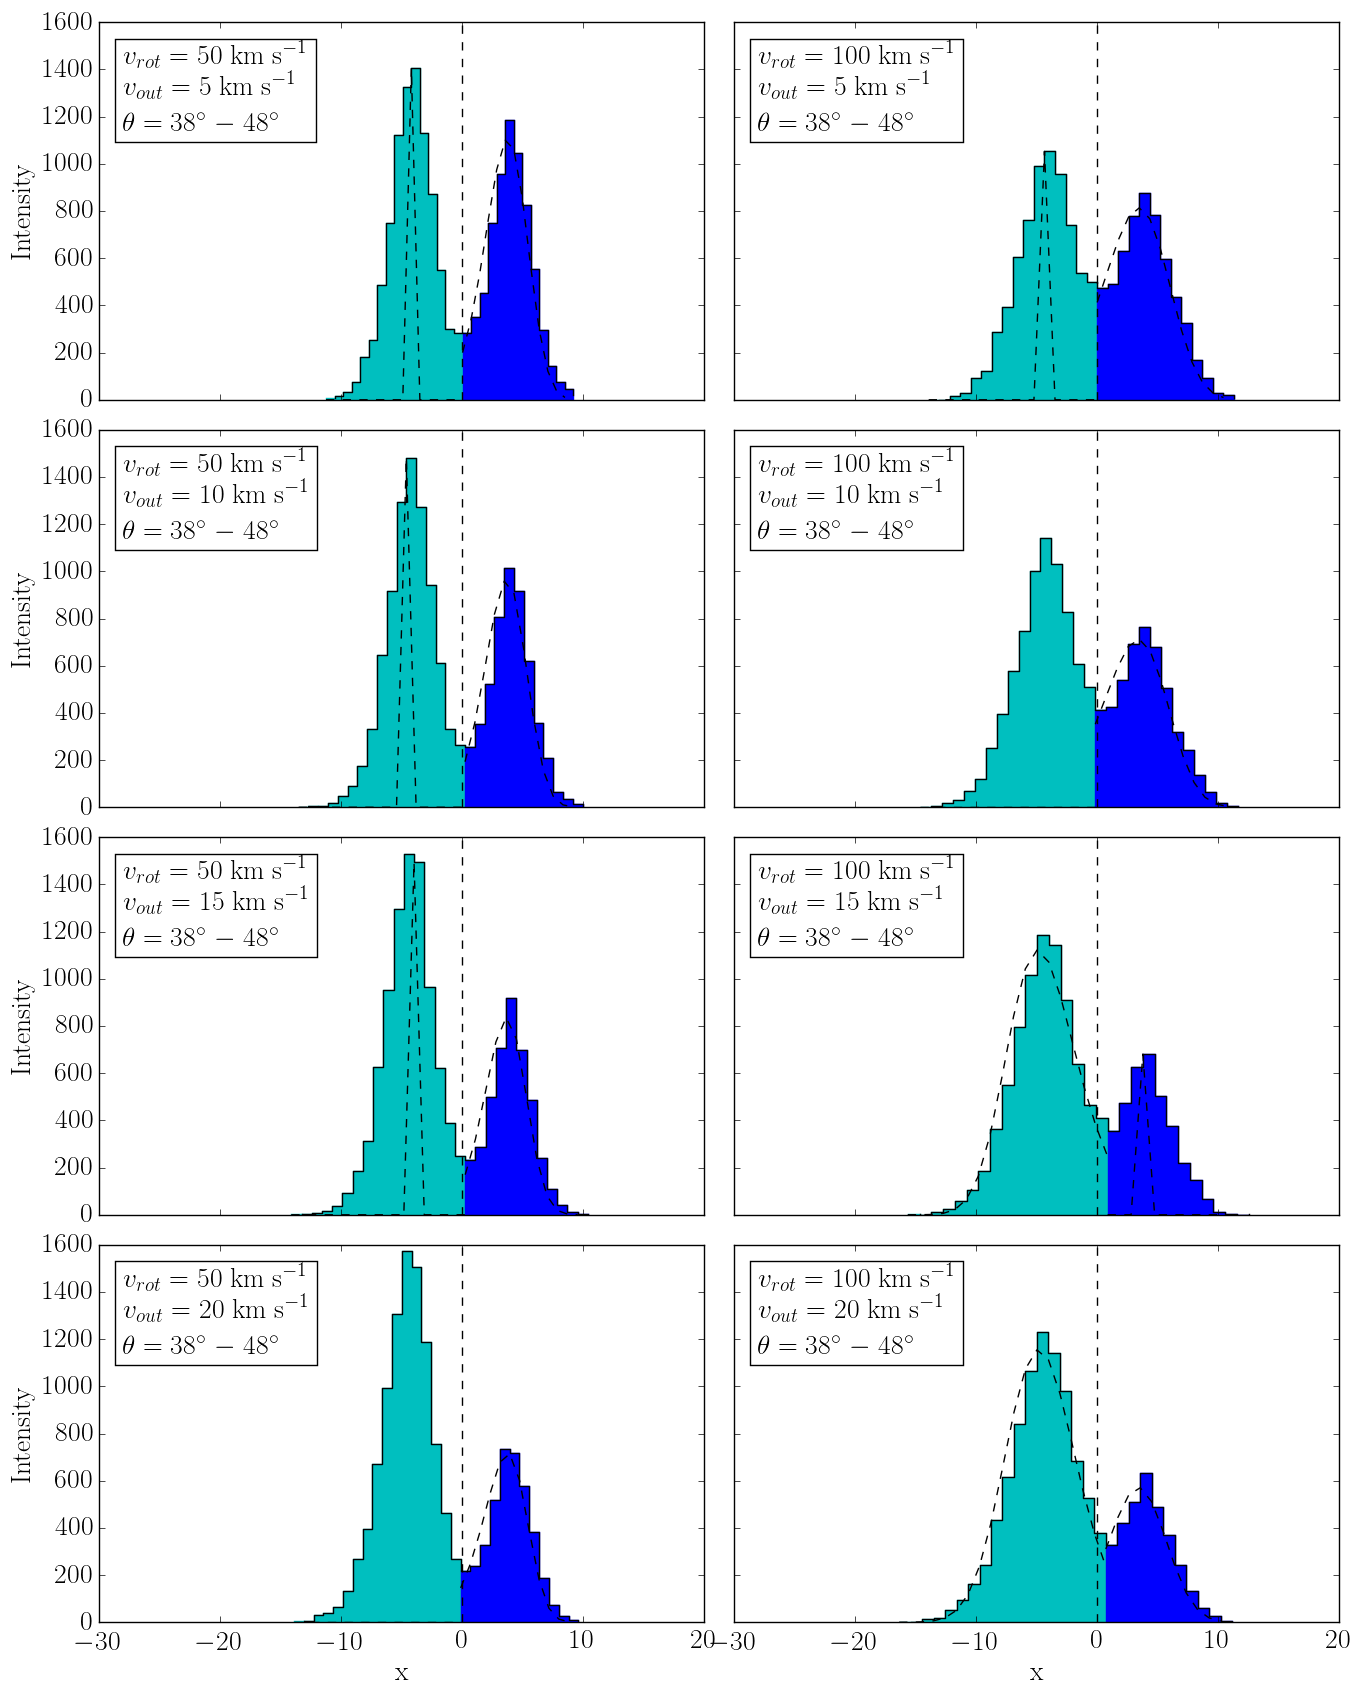 1600
1400
1200
1000
800
600
400
200
0
Intensity
v_rot = 50 km s⁻¹
v_out = 5 km s⁻¹
θ = 38° − 48°
v_rot = 100 km s⁻¹
v_out = 5 km s⁻¹
θ = 38° − 48°
1600
1400
1200
1000
800
600
400
200
0
Intensity
v_rot = 50 km s⁻¹
v_out = 10 km s⁻¹
θ = 38° − 48°
v_rot = 100 km s⁻¹
v_out = 10 km s⁻¹
θ = 38° − 48°
1600
1400
1200
1000
800
600
400
200
0
Intensity
v_rot = 50 km s⁻¹
v_out = 15 km s⁻¹
θ = 38° − 48°
v_rot = 100 km s⁻¹
v_out = 15 km s⁻¹
θ = 38° − 48°
1600
1400
1200
1000
800
600
400
200
0
Intensity
v_rot = 50 km s⁻¹
v_out = 20 km s⁻¹
θ = 38° − 48°
v_rot = 100 km s⁻¹
v_out = 20 km s⁻¹
θ = 38° − 48°
−30 −20 −10 0 10 20
x
−30 −20 −10 0 10 20
x